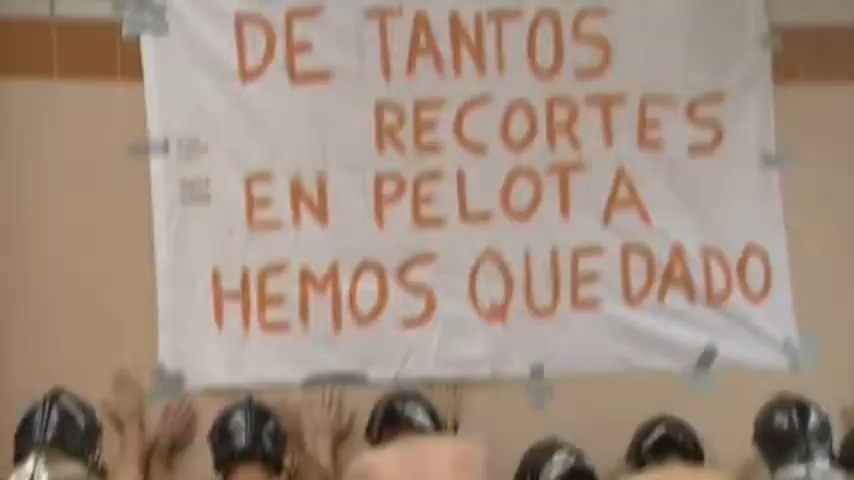 DE TANTOS
RECORTES
EN PELOTA
HEMOS QUEDADO